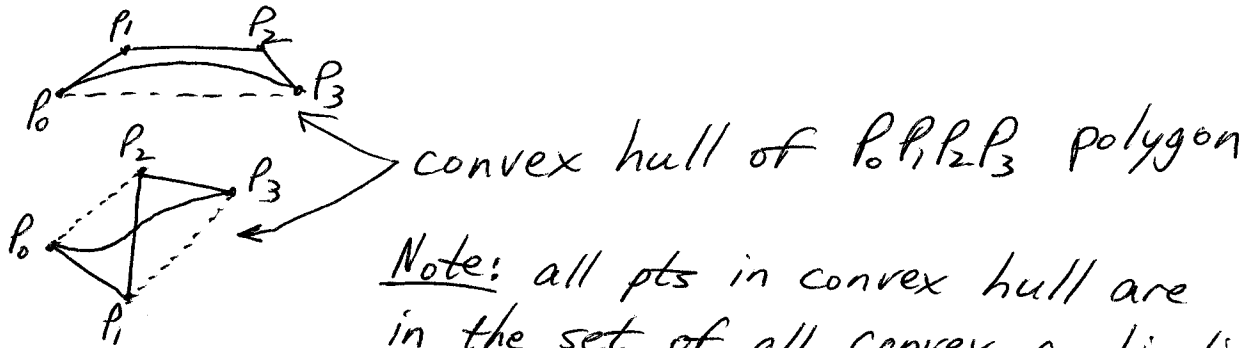 P1 P2
P0 P3
P2
P3
convex hull of P0P1P2P3 polygon
P0
P1
Note: all pts in convex hull are
in the set of all convex